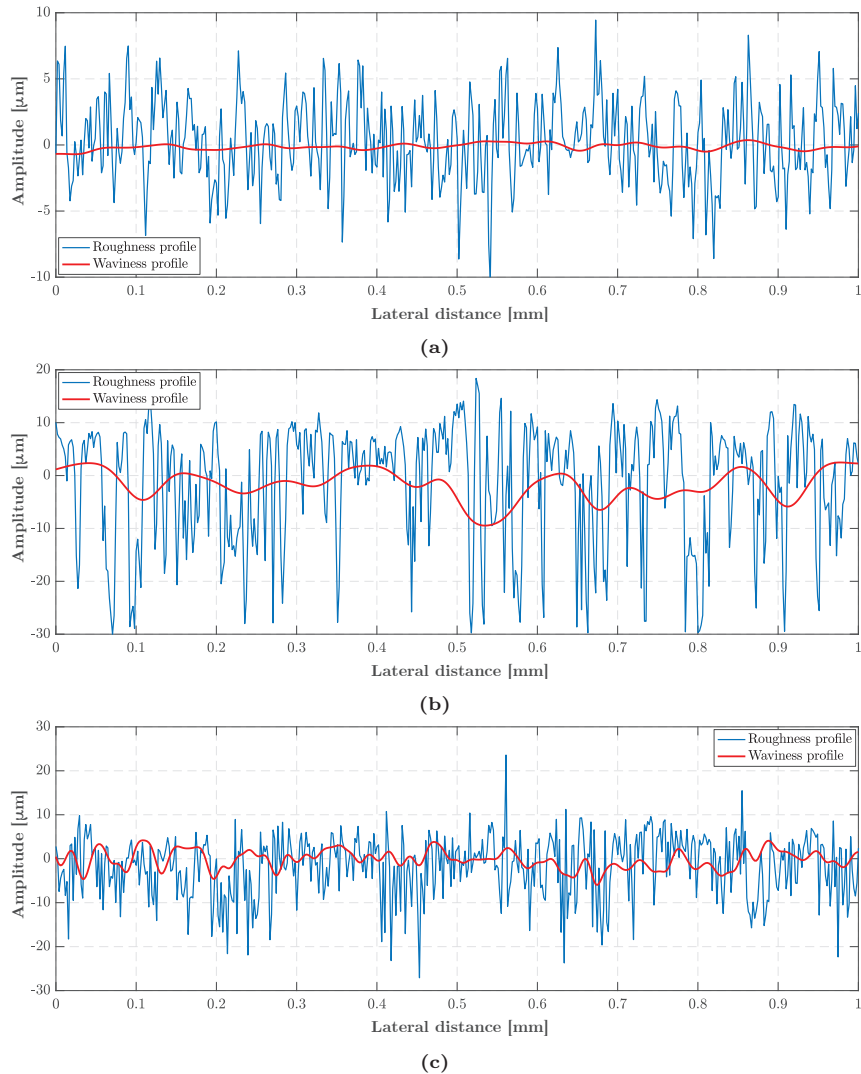 10
5
0
-5
-10
Amplitude [µm]
Roughness profile
Waviness profile
0 0.1 0.2 0.3 0.4 0.5 0.6 0.7 0.8 0.9 1
Lateral distance [mm]
(a)
20
10
0
-10
-20
-30
Amplitude [µm]
Roughness profile
Waviness profile
0 0.1 0.2 0.3 0.4 0.5 0.6 0.7 0.8 0.9 1
Lateral distance [mm]
(b)
30
20
10
0
-10
-20
-30
Amplitude [µm]
Roughness profile
Waviness profile
0 0.1 0.2 0.3 0.4 0.5 0.6 0.7 0.8 0.9 1
Lateral distance [mm]
(c)